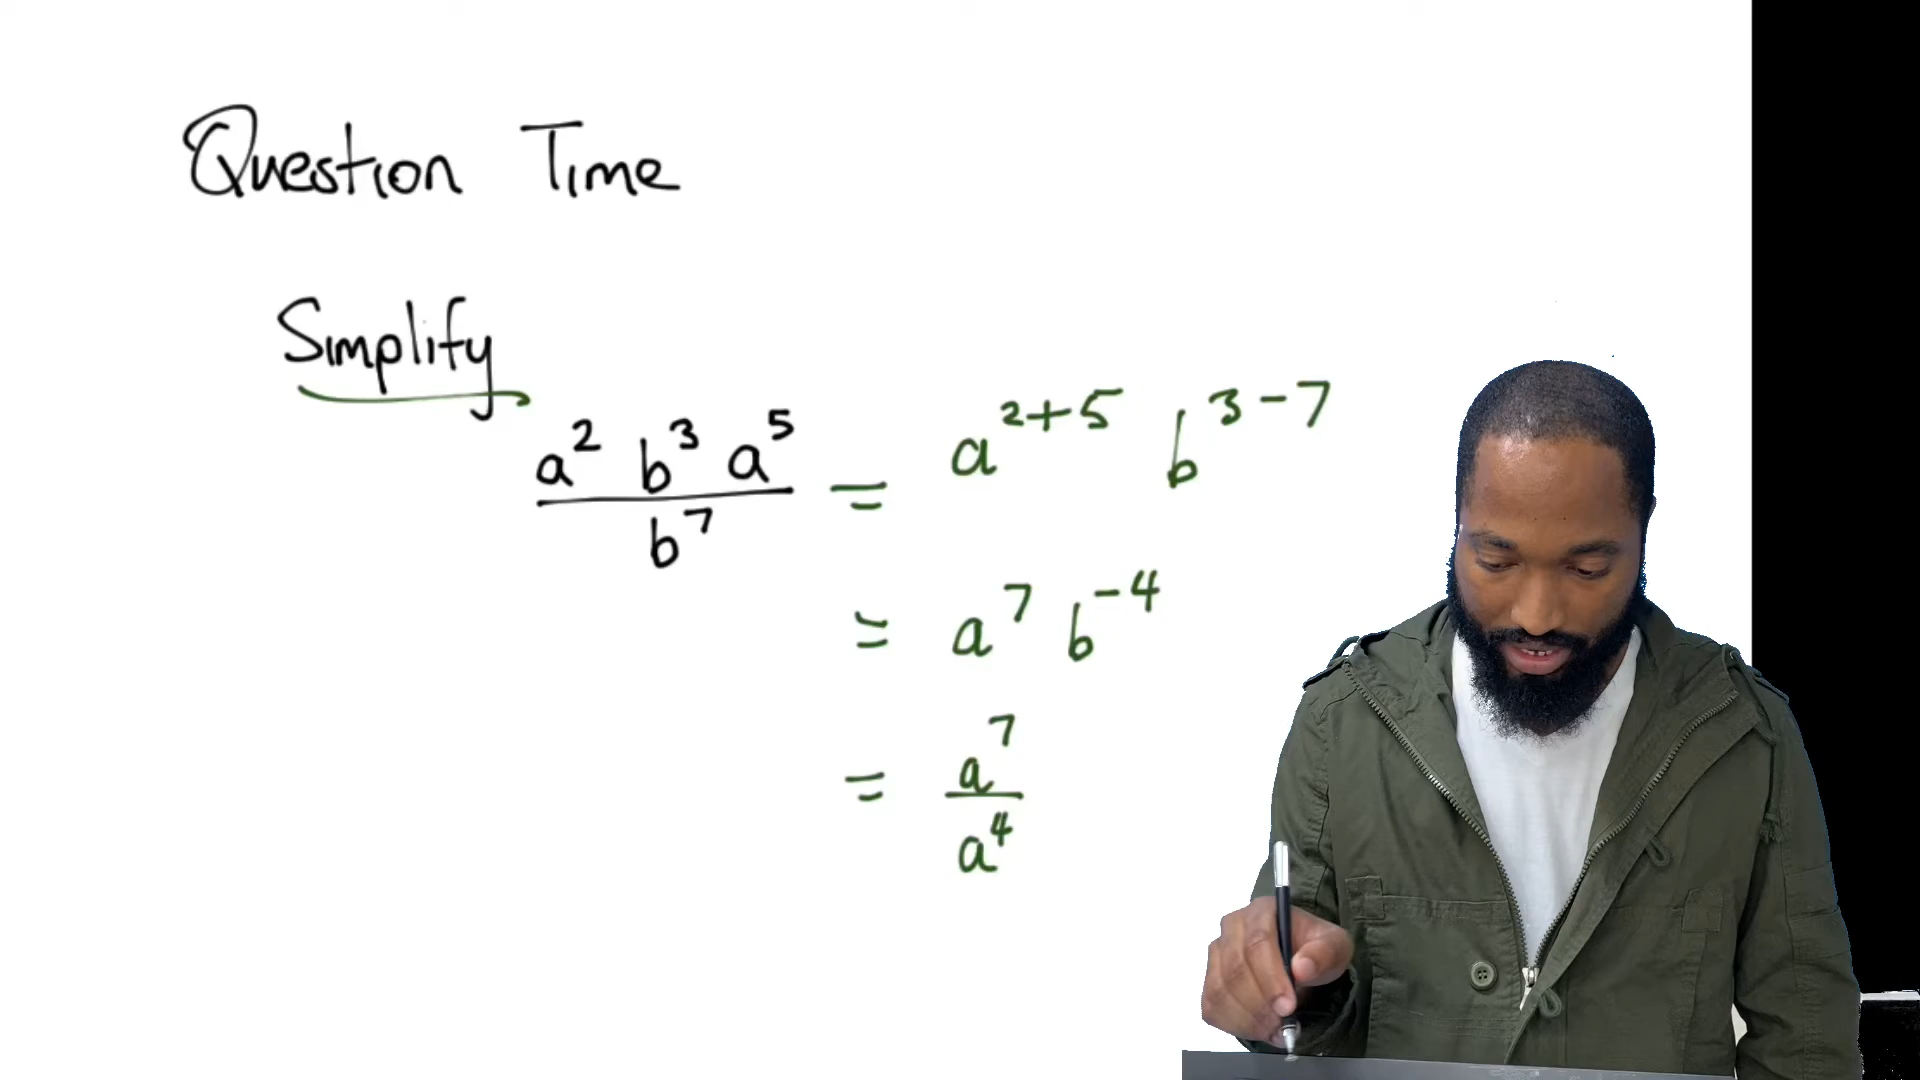 Question Time
Simplify
a² b³ a⁵ / b⁷ = a²⁺⁵ b³⁻⁷
= a⁷ b⁻⁴
= a⁷ / a⁴